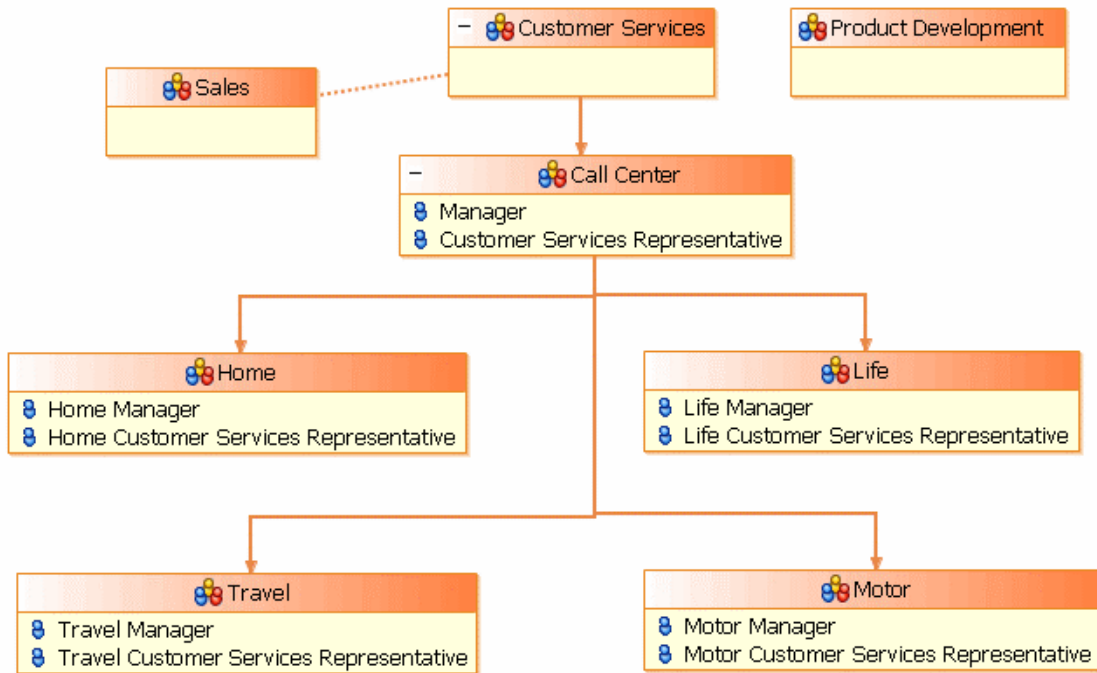 Customer Services
Product Development
Sales
Call Center
Manager
Customer Services Representative
Home
Home Manager
Home Customer Services Representative
Life
Life Manager
Life Customer Services Representative
Travel
Travel Manager
Travel Customer Services Representative
Motor
Motor Manager
Motor Customer Services Representative